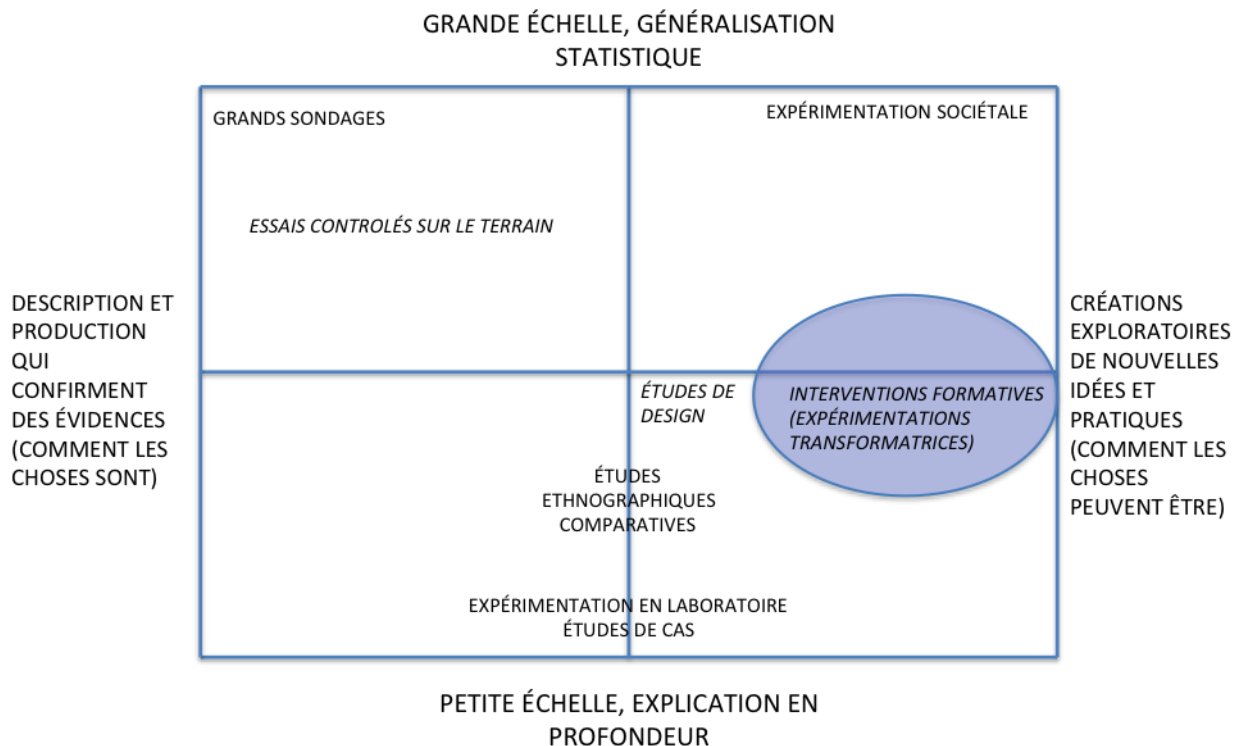 GRANDE ÉCHELLE, GÉNÉRALISATION
STATISTIQUE
GRANDS SONDAGES
EXPÉRIMENTATION SOCIÉTALE
ESSAIS CONTROLÉS SUR LE TERRAIN
DESCRIPTION ET
PRODUCTION
QUI
CONFIRMENT
DES ÉVIDENCES
(COMMENT LES
CHOSES SONT)
CRÉATIONS
EXPLORATOIRES
DE NOUVELLES
IDÉES ET
PRATIQUES
(COMMENT LES
CHOSES
PEUVENT ÊTRE)
ÉTUDES DE
DESIGN
INTERVENTIONS FORMATIVES
(EXPÉRIMENTATIONS
TRANSFORMATRICES)
ÉTUDES
ETHNOGRAPHIQUES
COMPARATIVES
EXPÉRIMENTATION EN LABORATOIRE
ÉTUDES DE CAS
PETITE ÉCHELLE, EXPLICATION EN
PROFONDEUR